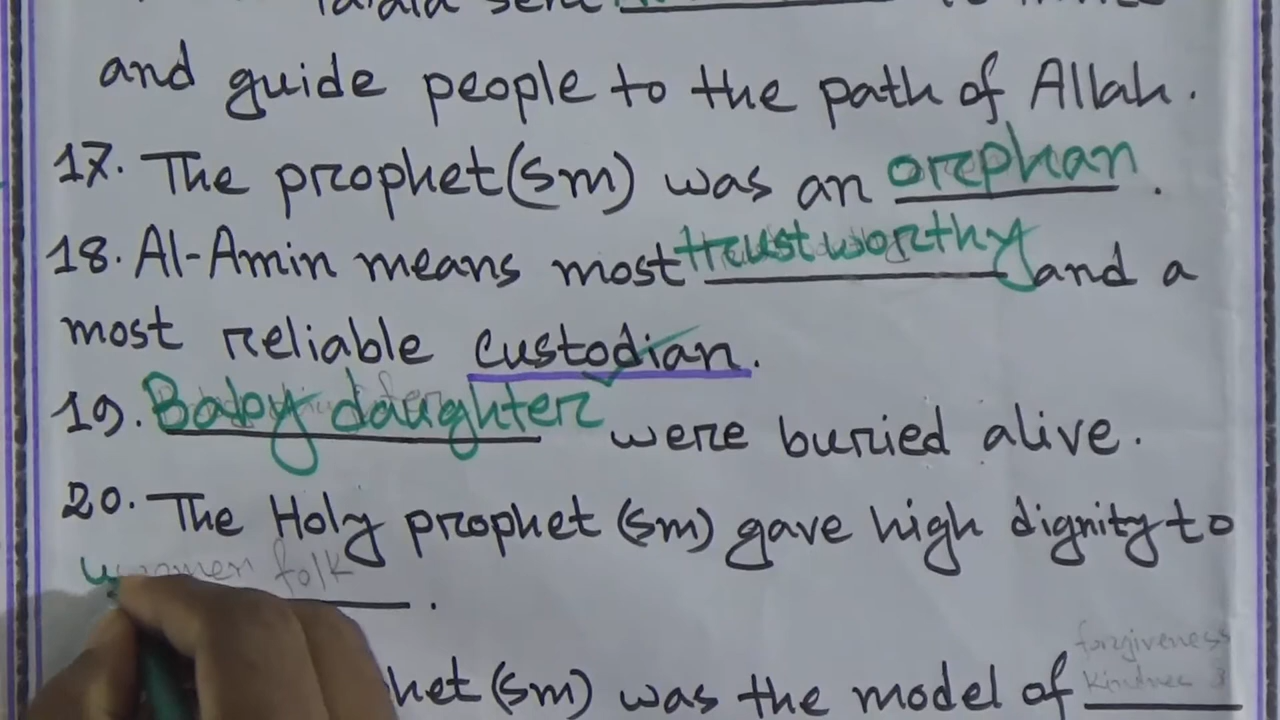 sent to
and guide people to the path of Allah.
17. The prophet (sm) was an orephan.
18. Al-Amin means most trustworthy and a
most reliable custodian.
19. Baby daughter were buried alive.
20. The Holy prophet (sm) gave high dignity to
women folk.
forgiveness
het (sm) was the model of